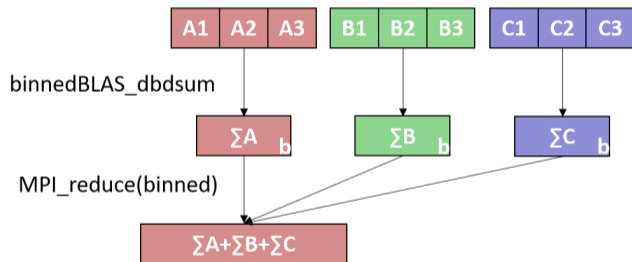 A1 A2 A3 B1 B2 B3 C1 C2 C3
binnedBLAS_dbdsum
∑A b ∑B b ∑C b
MPI_reduce(binned)
∑A+∑B+∑C